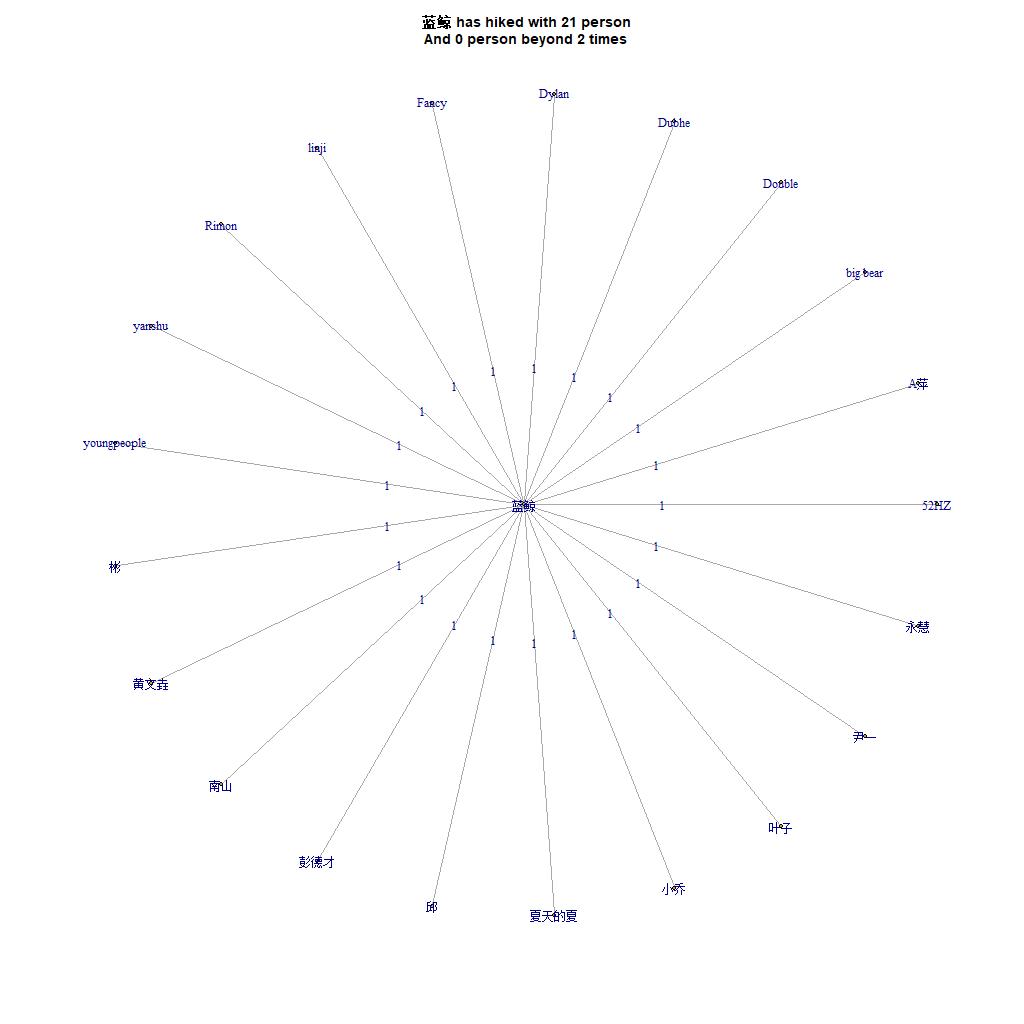 蓝鲸 has hiked with 21 person
And 0 person beyond 2 times
Dylan
Fancy
Dubhe
linji
Double
Rimon
big bear
yanshu
A萍
youngpeople
1
1
1
1
1
1
1
1
1
1
1
蓝鲸
1
52HZ
1
1
1
1
1
1
1
1
1
1
彬
永慧
黄文垚
尹一
南山
叶子
彭德才
小乔
邱
夏天的夏